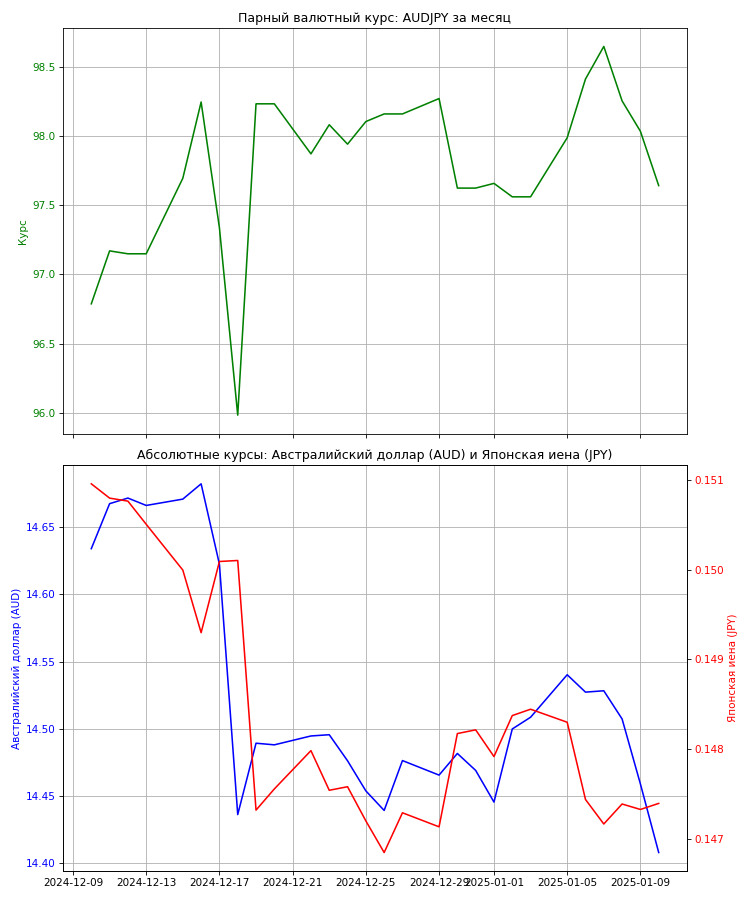 Парный валютный курс: AUDJPY за месяц
98.5
98.0
97.5
97.0
96.5
96.0
Курс
Абсолютные курсы: Австралийский доллар (AUD) и Японская иена (JPY)
14.65
14.60
14.55
14.50
14.45
14.40
Австралийский доллар (AUD)
0.151
0.150
0.149
0.148
0.147
Японская иена (JPY)
2024-12-09 2024-12-13 2024-12-17 2024-12-21 2024-12-25 2024-12-29 2025-01-01 2025-01-05 2025-01-09